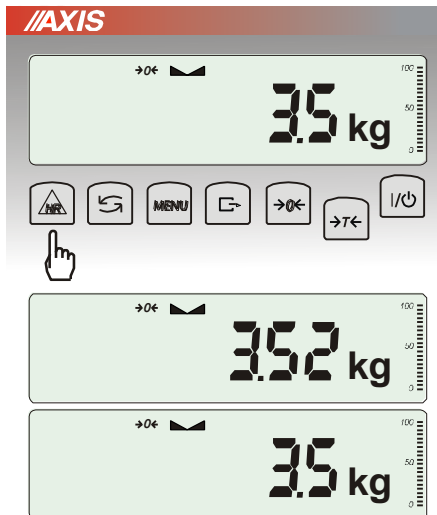 //AXIS
→0←
100
3.5 kg
50
0
HR MENU →0← →T← I/⏻
→0←
100
3.52 kg
50
0
→0←
100
3.5 kg
50
0